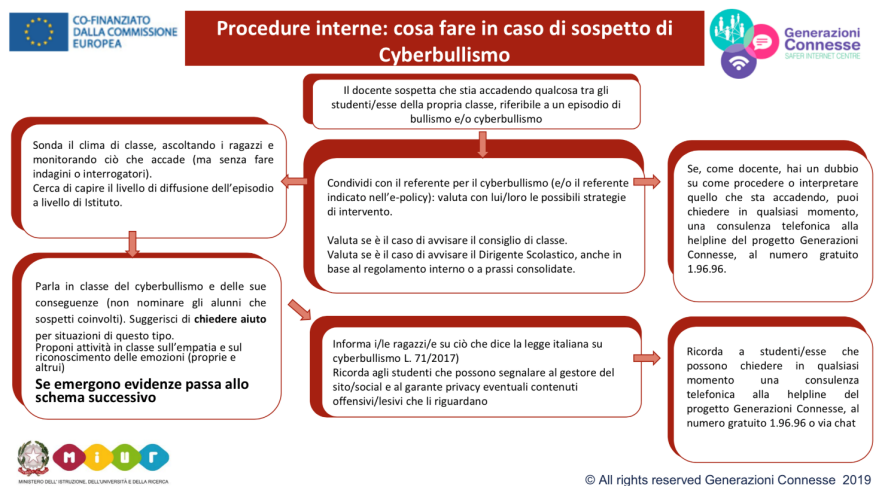 CO-FINANZIATO
DALLA COMMISSIONE
EUROPEA
Procedure interne: cosa fare in caso di sospetto di
Cyberbullismo
Generazioni
Connesse
SAFER INTERNET CENTRE
Il docente sospetta che stia accadendo qualcosa tra gli
studenti/esse della propria classe, riferibile a un episodio di
bullismo e/o cyberbullismo
Sonda il clima di classe, ascoltando i ragazzi e
monitorando ciò che accade (ma senza fare
indagini o interrogatori).
Cerca di capire il livello di diffusione dell'episodio
a livello di Istituto.
Condividi con il referente per il cyberbullismo (e/o il referente
indicato nell'e-policy): valuta con lui/loro le possibili strategie
di intervento.
Valuta se è il caso di avvisare il consiglio di classe.
Valuta se è il caso di avvisare il Dirigente Scolastico, anche in
base al regolamento interno o a prassi consolidate.
Se, come docente, hai un dubbio
su come procedere o interpretare
quello che sta accadendo, puoi
chiedere in qualsiasi momento,
una consulenza telefonica alla
helpline del progetto Generazioni
Connesse, al numero gratuito
1.96.96.
Parla in classe del cyberbullismo e delle sue
conseguenze (non nominare gli alunni che
sospetti coinvolti). Suggerisci di chiedere aiuto
per situazioni di questo tipo.
Proponi attività in classe sull'empatia e sul
riconoscimento delle emozioni (proprie e
altrui)
Se emergono evidenze passa allo
schema successivo
Informa i/le ragazzi/e su ciò che dice la legge italiana su
cyberbullismo L. 71/2017)
Ricorda agli studenti che possono segnalare al gestore del
sito/social e al garante privacy eventuali contenuti
offensivi/lesivi che li riguardano
Ricorda a studenti/esse che
possono chiedere in qualsiasi
momento una consulenza
telefonica alla helpline del
progetto Generazioni Connesse, al
numero gratuito 1.96.96 o via chat
miur
MINISTERO DELL'ISTRUZIONE, DELL'UNIVERSITÀ E DELLA RICERCA
© All rights reserved Generazioni Connesse 2019